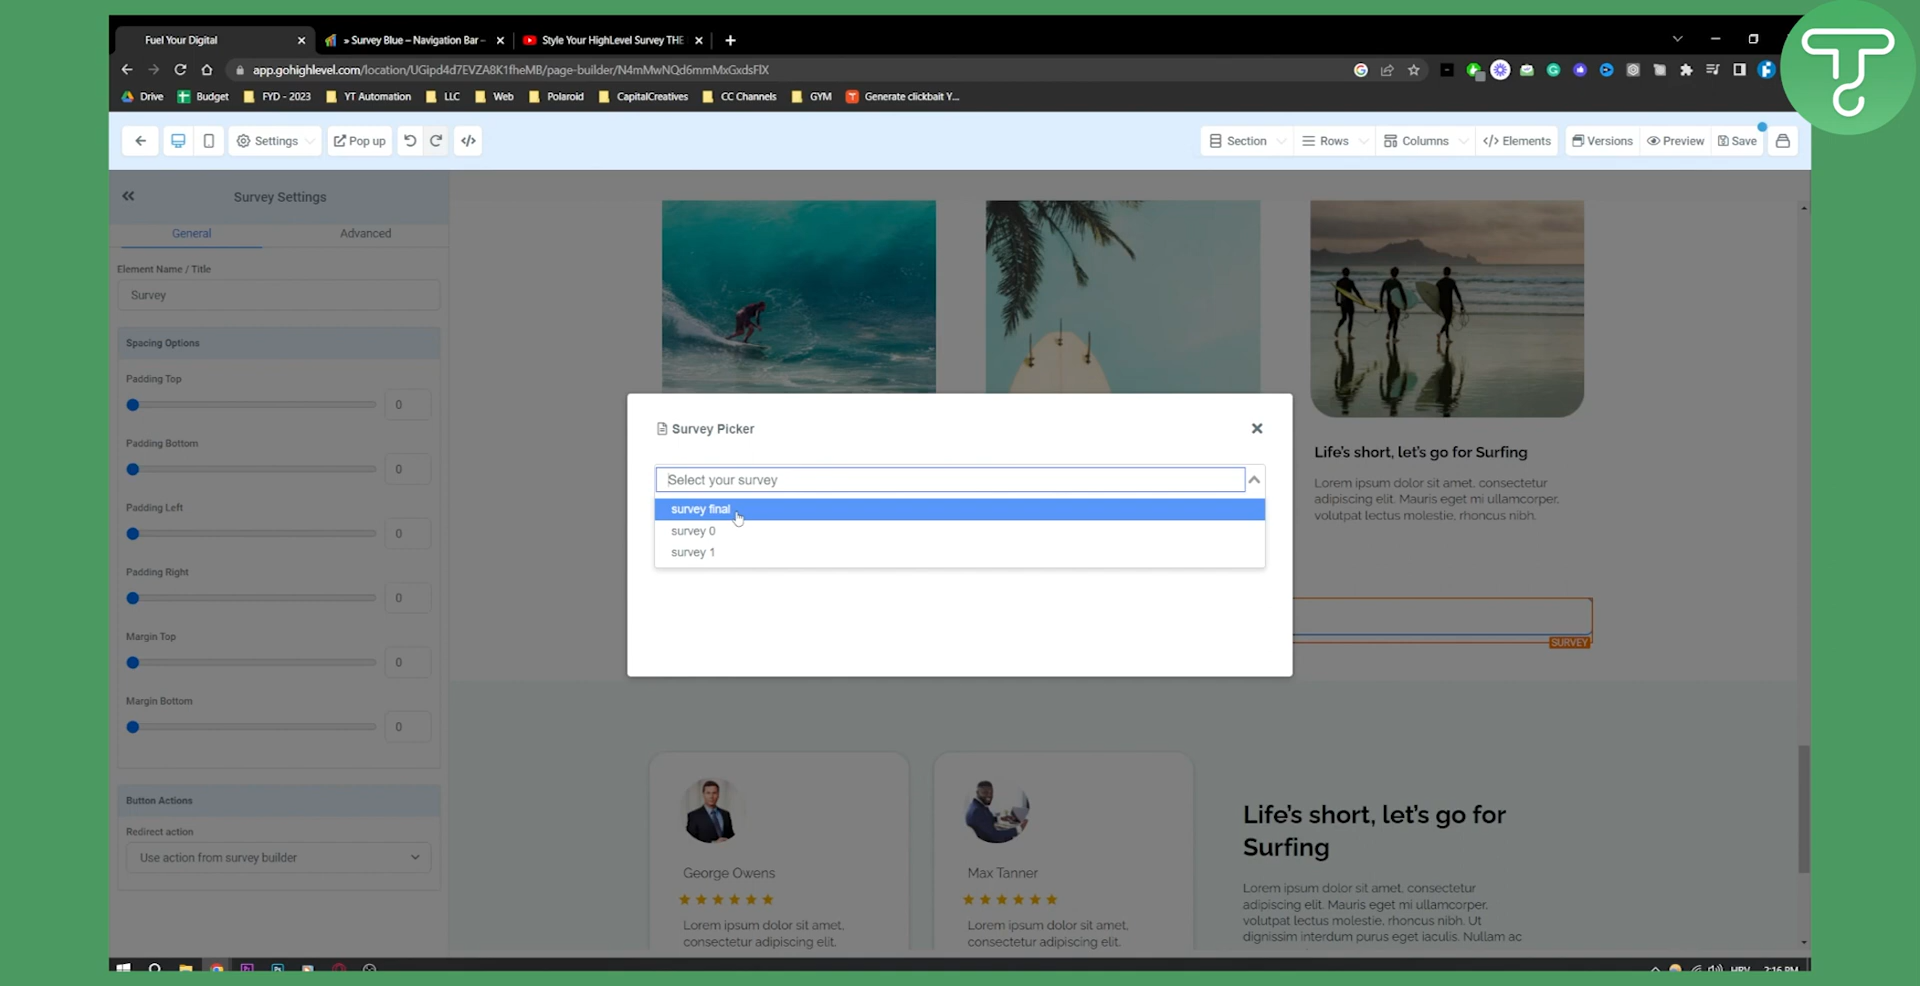 Fuel Your Digital
» Survey Blue – Navigation Bar –
Style Your HighLevel Survey THE
app.gohighlevel.com/location/UGipd4d7EVZA8K1fheMB/page-builder/N4mMwNQd6mmMxGxdsFlX
Drive
Budget
FYD - 2023
YT Automation
LLC
Web
Polaroid
CapitalCreatives
CC Channels
GYM
Generate clickbait Y...
Settings
Pop up
Section
Rows
Columns
Elements
Versions
Preview
Save
Survey Settings
General
Advanced
Element Name / Title
Survey
Spacing Options
Padding Top
0
Padding Bottom
0
Padding Left
0
Padding Right
0
Margin Top
0
Margin Bottom
0
Button Actions
Redirect action
Use action from survey builder
Survey Picker
Select your survey
survey final
survey 0
survey 1
Life's short, let's go for Surfing
Lorem ipsum dolor sit amet, consectetur
adipiscing elit. Mauris eget mi ullamcorper,
volutpat lectus molestie, rhoncus nibh.
SURVEY
George Owens
Lorem ipsum dolor sit amet,
consectetur adipiscing elit.
Max Tanner
Lorem ipsum dolor sit amet,
consectetur adipiscing elit.
Life's short, let's go for
Surfing
Lorem ipsum dolor sit amet, consectetur
adipiscing elit. Mauris eget mi ullamcorper,
volutpat lectus molestie, rhoncus nibh. Ut
dignissim interdum purus eget iaculis. Nullam ac
HRV
2:16 PM